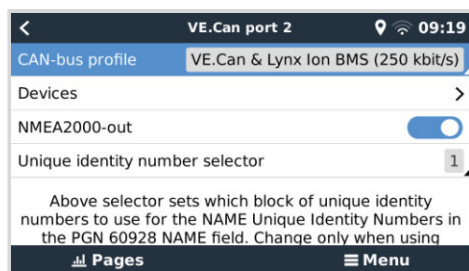 VE.Can port 2 09:19
CAN-bus profile VE.Can & Lynx Ion BMS (250 kbit/s)
Devices
NMEA2000-out
Unique identity number selector 1
Above selector sets which block of unique identity
numbers to use for the NAME Unique Identity Numbers in
the PGN 60928 NAME field. Change only when using
Pages Menu